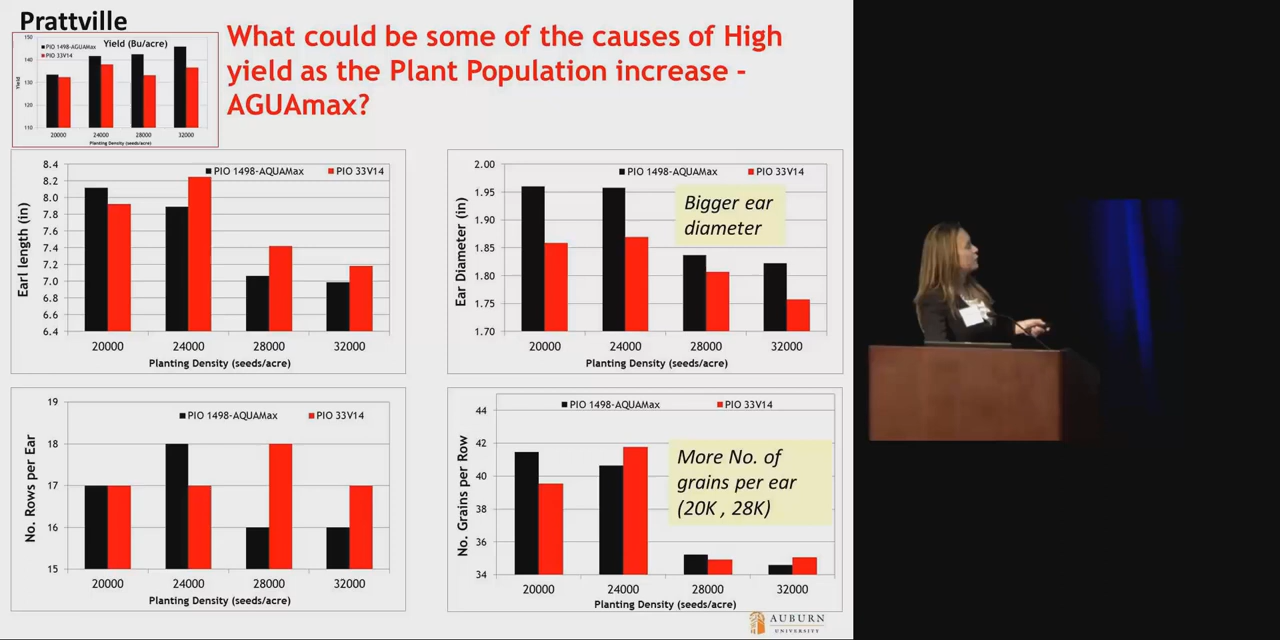 Prattville
What could be some of the causes of High
yield as the Plant Population increase -
AGUAmax?
Yield (Bu/acre)
PIO 1498-AQUAMax
PIO 33V14
Yield
150
140
130
120
110
20000 24000 28000 32000
Planting Density (seeds/acre)
PIO 1498-AQUAMax PIO 33V14
Earl length (in)
8.4
8.2
8.0
7.8
7.6
7.4
7.2
7.0
6.8
6.6
6.4
20000 24000 28000 32000
Planting Density (seeds/acre)
PIO 1498-AQUAMax PIO 33V14
Ear Diameter (in)
2.00
1.95
1.90
1.85
1.80
1.75
1.70
Bigger ear
diameter
20000 24000 28000 32000
Planting Density (seeds/acre)
PIO 1498-AQUAMax PIO 33V14
No. Rows per Ear
19
18
17
16
15
20000 24000 28000 32000
Planting Density (seeds/acre)
PIO 1498-AQUAMax PIO 33V14
No. Grains per Row
44
42
40
38
36
34
More No. of
grains per ear
(20K , 28K)
20000 24000 28000 32000
Planting Density (seeds/acre)
AUBURN
UNIVERSITY